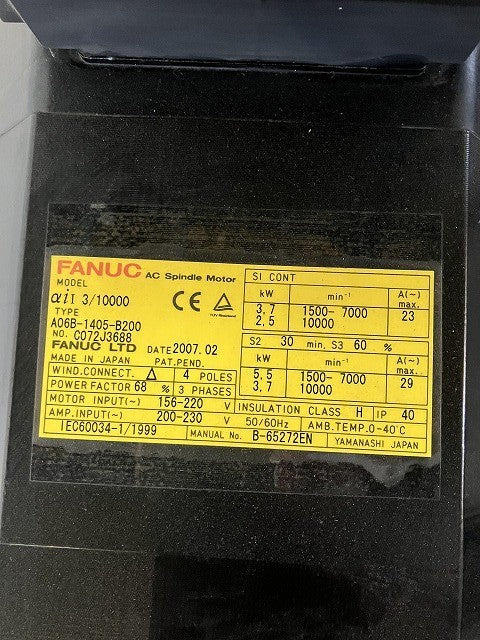 FANUC AC Spindle Motor
MODEL
αiI 3/10000
TYPE
A06B-1405-B200
NO. C072J3688
FANUC LTD DATE 2007.02
MADE IN JAPAN PAT.PEND.
WIND.CONNECT. △ 4 POLES
POWER FACTOR 68 % 3 PHASES
MOTOR INPUT(~) 156-220 V
AMP.INPUT(~) 200-230 V
IEC60034-1/1999
CE
S1 CONT
kW min⁻¹ A(~) max.
3.7 1500-7000 23
2.5 10000
S2 30 min, S3 60 %
kW min⁻¹ A(~) max.
5.5 1500-7000 29
3.7 10000
INSULATION CLASS H IP 40
50/60Hz AMB.TEMP.0-40℃
MANUAL No. B-65272EN YAMANASHI JAPAN